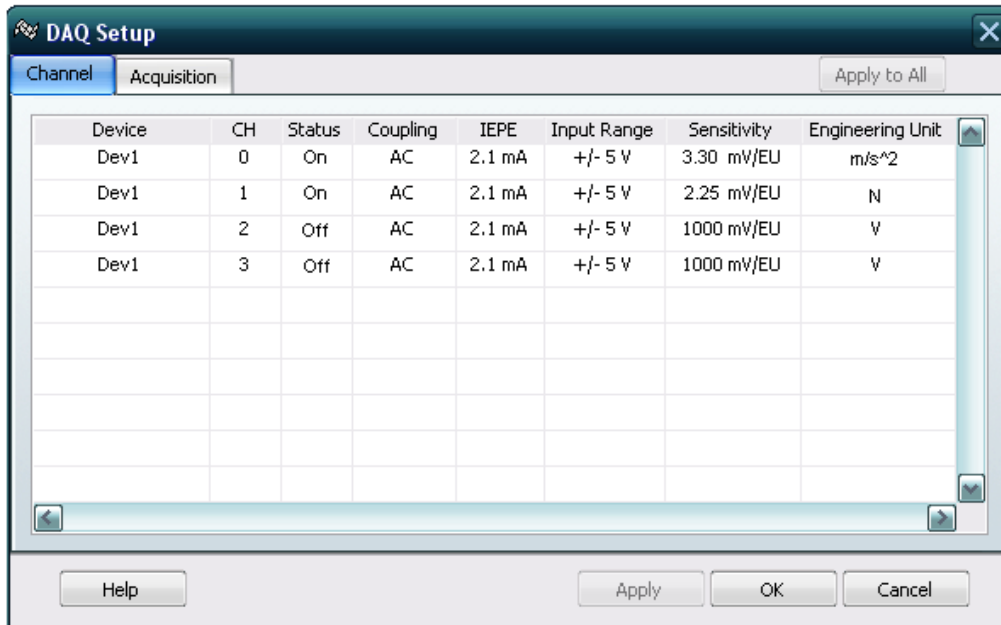 DAQ Setup
Channel Acquisition Apply to All
Device CH Status Coupling IEPE Input Range Sensitivity Engineering Unit
Dev1 0 On AC 2.1 mA +/- 5 V 3.30 mV/EU m/s^2
Dev1 1 On AC 2.1 mA +/- 5 V 2.25 mV/EU N
Dev1 2 Off AC 2.1 mA +/- 5 V 1000 mV/EU V
Dev1 3 Off AC 2.1 mA +/- 5 V 1000 mV/EU V
Help Apply OK Cancel